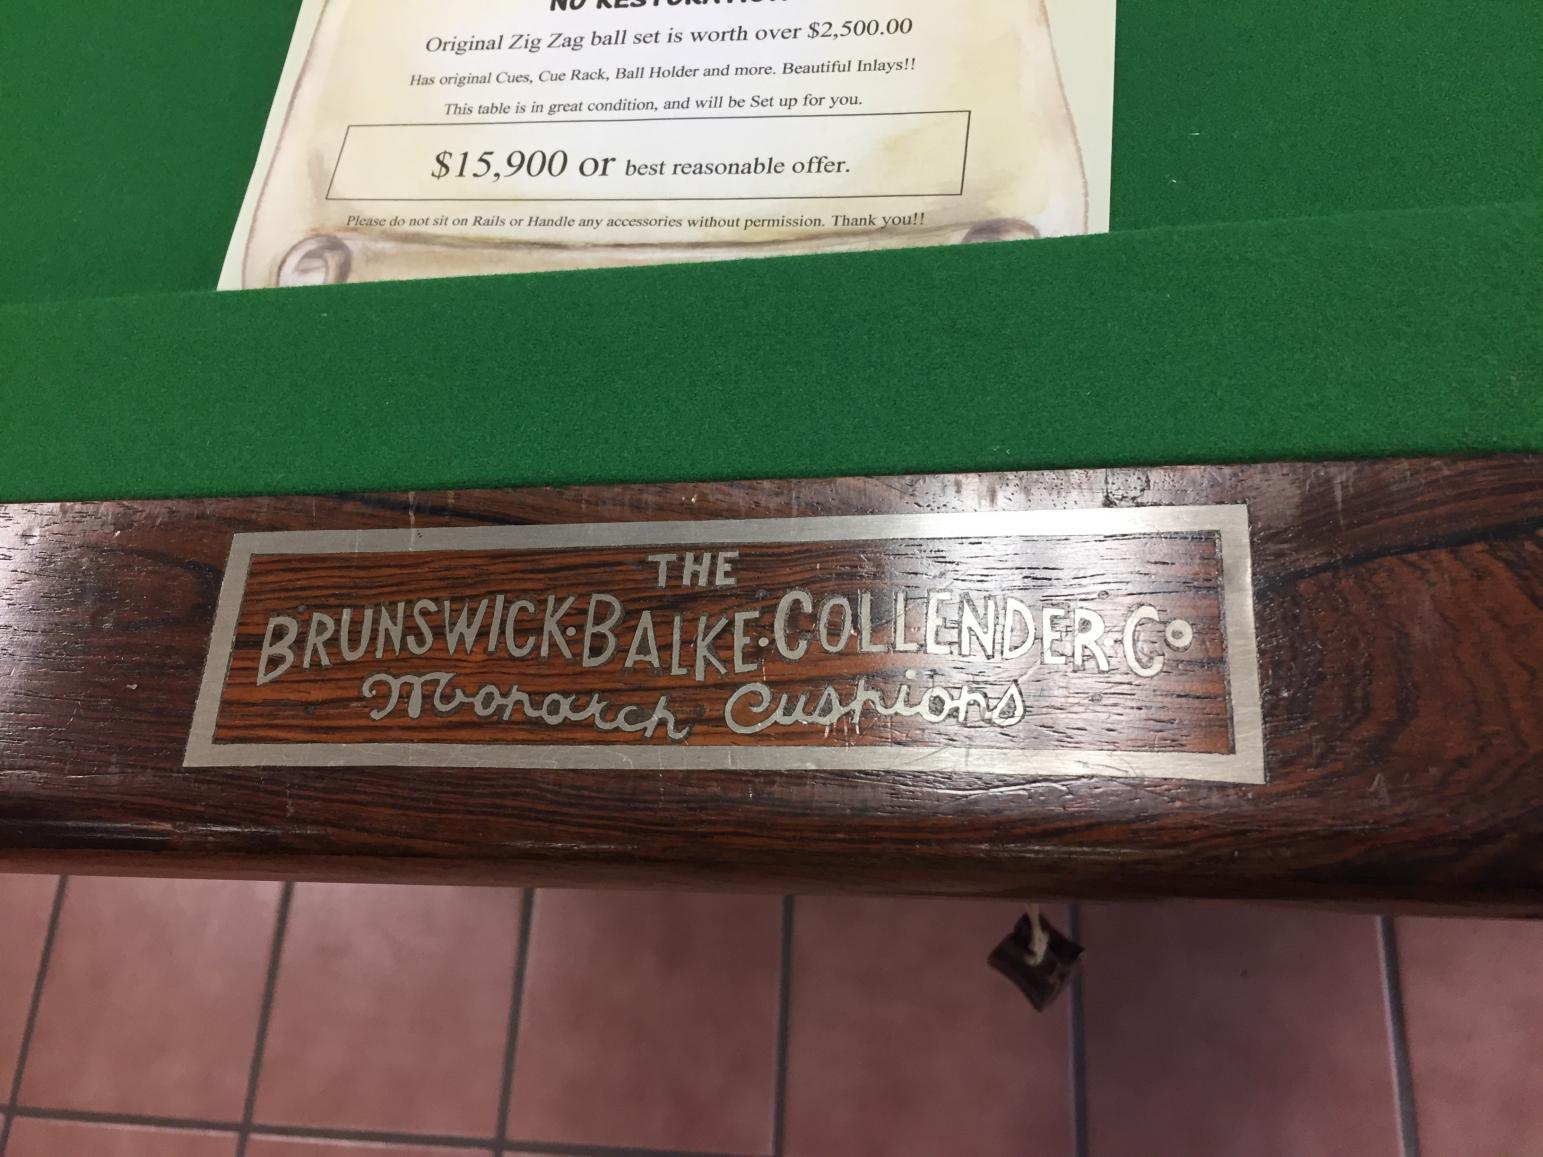 NO RESTORATION
Original Zig Zag ball set is worth over $2,500.00
Has original Cues, Cue Rack, Ball Holder and more. Beautiful Inlays!!
This table is in great condition, and will be Set up for you.
$15,900 or best reasonable offer.
Please do not sit on Rails or Handle any accessories without permission. Thank you!!
THE
BRUNSWICK·BALKE·COLLENDER·Co
Monarch Cushions